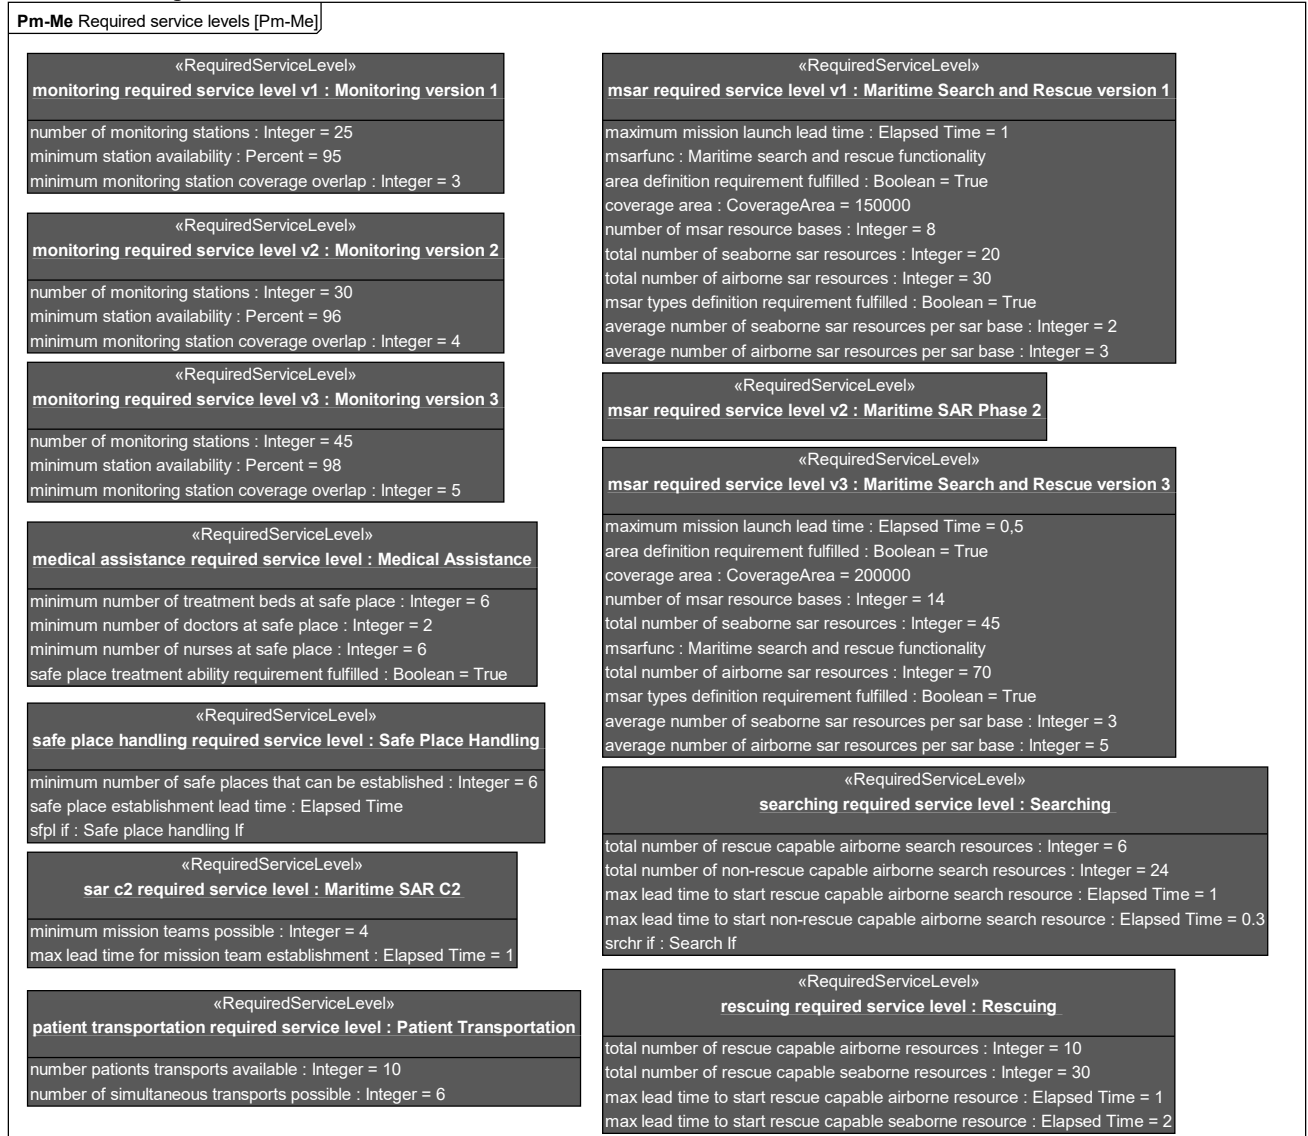 Pm-Me Required service levels [Pm-Me]
«RequiredServiceLevel»
monitoring required service level v1 : Monitoring version 1
number of monitoring stations : Integer = 25
minimum station availability : Percent = 95
minimum monitoring station coverage overlap : Integer = 3
«RequiredServiceLevel»
monitoring required service level v2 : Monitoring version 2
number of monitoring stations : Integer = 30
minimum station availability : Percent = 96
minimum monitoring station coverage overlap : Integer = 4
«RequiredServiceLevel»
monitoring required service level v3 : Monitoring version 3
number of monitoring stations : Integer = 45
minimum station availability : Percent = 98
minimum monitoring station coverage overlap : Integer = 5
«RequiredServiceLevel»
medical assistance required service level : Medical Assistance
minimum number of treatment beds at safe place : Integer = 6
minimum number of doctors at safe place : Integer = 2
minimum number of nurses at safe place : Integer = 6
safe place treatment ability requirement fulfilled : Boolean = True
«RequiredServiceLevel»
safe place handling required service level : Safe Place Handling
minimum number of safe places that can be established : Integer = 6
safe place establishment lead time : Elapsed Time
sfpl if : Safe place handling If
«RequiredServiceLevel»
sar c2 required service level : Maritime SAR C2
minimum mission teams possible : Integer = 4
max lead time for mission team establishment : Elapsed Time = 1
«RequiredServiceLevel»
patient transportation required service level : Patient Transportation
number pationts transports available : Integer = 10
number of simultaneous transports possible : Integer = 6
«RequiredServiceLevel»
msar required service level v1 : Maritime Search and Rescue version 1
maximum mission launch lead time : Elapsed Time = 1
msarfunc : Maritime search and rescue functionality
area definition requirement fulfilled : Boolean = True
coverage area : CoverageArea = 150000
number of msar resource bases : Integer = 8
total number of seaborne sar resources : Integer = 20
total number of airborne sar resources : Integer = 30
msar types definition requirement fulfilled : Boolean = True
average number of seaborne sar resources per sar base : Integer = 2
average number of airborne sar resources per sar base : Integer = 3
«RequiredServiceLevel»
msar required service level v2 : Maritime SAR Phase 2
«RequiredServiceLevel»
msar required service level v3 : Maritime Search and Rescue version 3
maximum mission launch lead time : Elapsed Time = 0,5
area definition requirement fulfilled : Boolean = True
coverage area : CoverageArea = 200000
number of msar resource bases : Integer = 14
total number of seaborne sar resources : Integer = 45
msarfunc : Maritime search and rescue functionality
total number of airborne sar resources : Integer = 70
msar types definition requirement fulfilled : Boolean = True
average number of seaborne sar resources per sar base : Integer = 3
average number of airborne sar resources per sar base : Integer = 5
«RequiredServiceLevel»
searching required service level : Searching
total number of rescue capable airborne search resources : Integer = 6
total number of non-rescue capable airborne search resources : Integer = 24
max lead time to start rescue capable airborne search resource : Elapsed Time = 1
max lead time to start non-rescue capable airborne search resource : Elapsed Time = 0.3
srchr if : Search If
«RequiredServiceLevel»
rescuing required service level : Rescuing
total number of rescue capable airborne resources : Integer = 10
total number of rescue capable seaborne resources : Integer = 30
max lead time to start rescue capable airborne resource : Elapsed Time = 1
max lead time to start rescue capable seaborne resource : Elapsed Time = 2